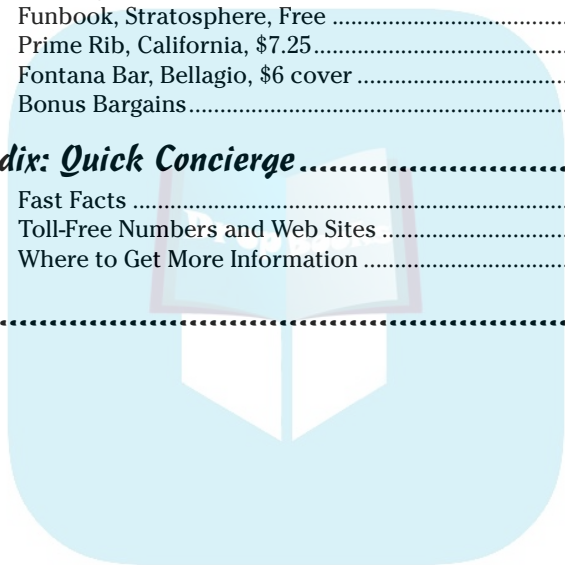 Funbook, Stratosphere, Free ........................................
Prime Rib, California, $7.25...........................................
Fontana Bar, Bellagio, $6 cover .....................................
Bonus Bargains................................................................
dix: Quick Concierge........................................
Fast Facts ........................................................................
Toll-Free Numbers and Web Sites ................................
Where to Get More Information ...................................
................................................................................